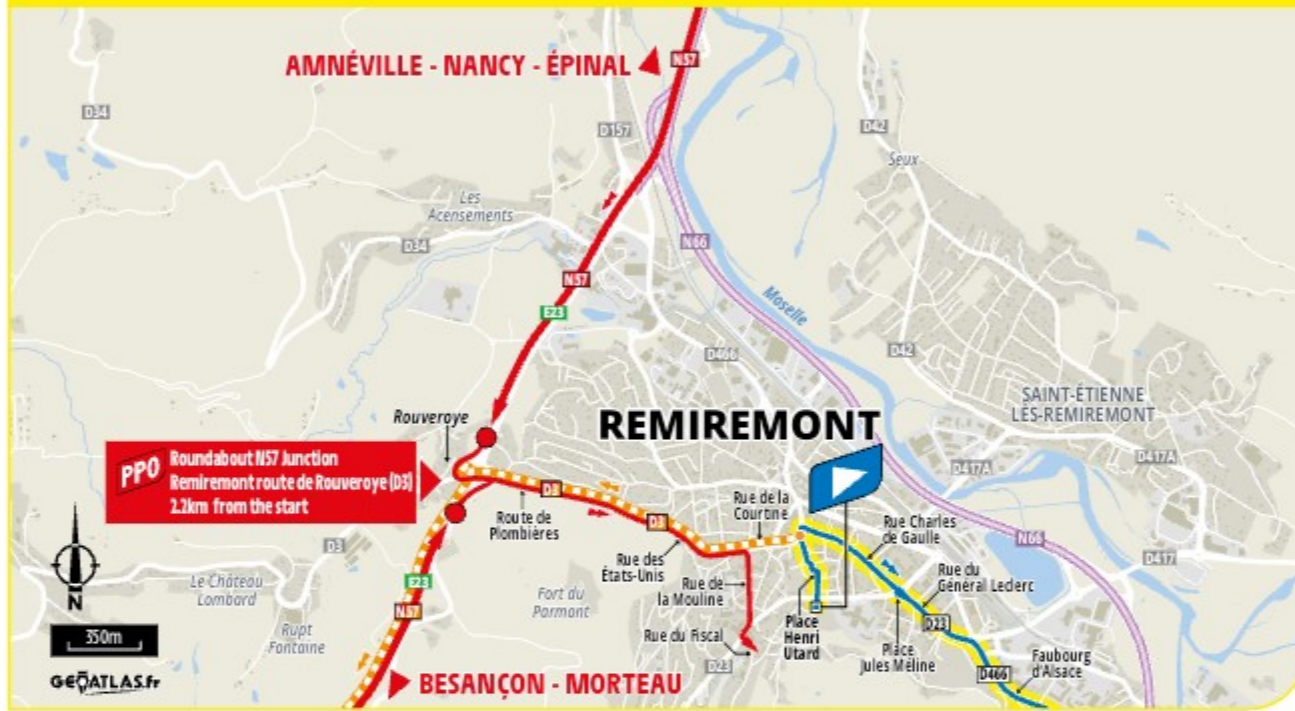 AMNÉVILLE - NANCY - ÉPINAL
N57
D34
D157
D42
Seux
Les
Acensements
D34
N66
N57
E23
Moselle
D466
D42
SAINT-ÉTIENNE
LÈS-REMIREMONT
Rouveroye
REMIREMONT
PPO
Roundabout N57 Junction
Remiremont route de Rouveroye (D3)
2.2km from the start
D417A
D417A
D3
Route de
Plombières
D3
Rue de la
Courtine
Rue Charles
de Gaulle
N66
D417
N
D3
Le Château
Lombard
E23
Fort du
Parmont
Rue des
États-Unis
Rue de
la Mouline
Rue du
Général Leclerc
350m
Rupt
Fontaine
N57
Rue du Fiscal
D23
Place
Henri
Utard
Place
Jules Méline
D23
D466
Faubourg
d'Alsace
GEOATLAS.fr
BESANÇON - MORTEAU